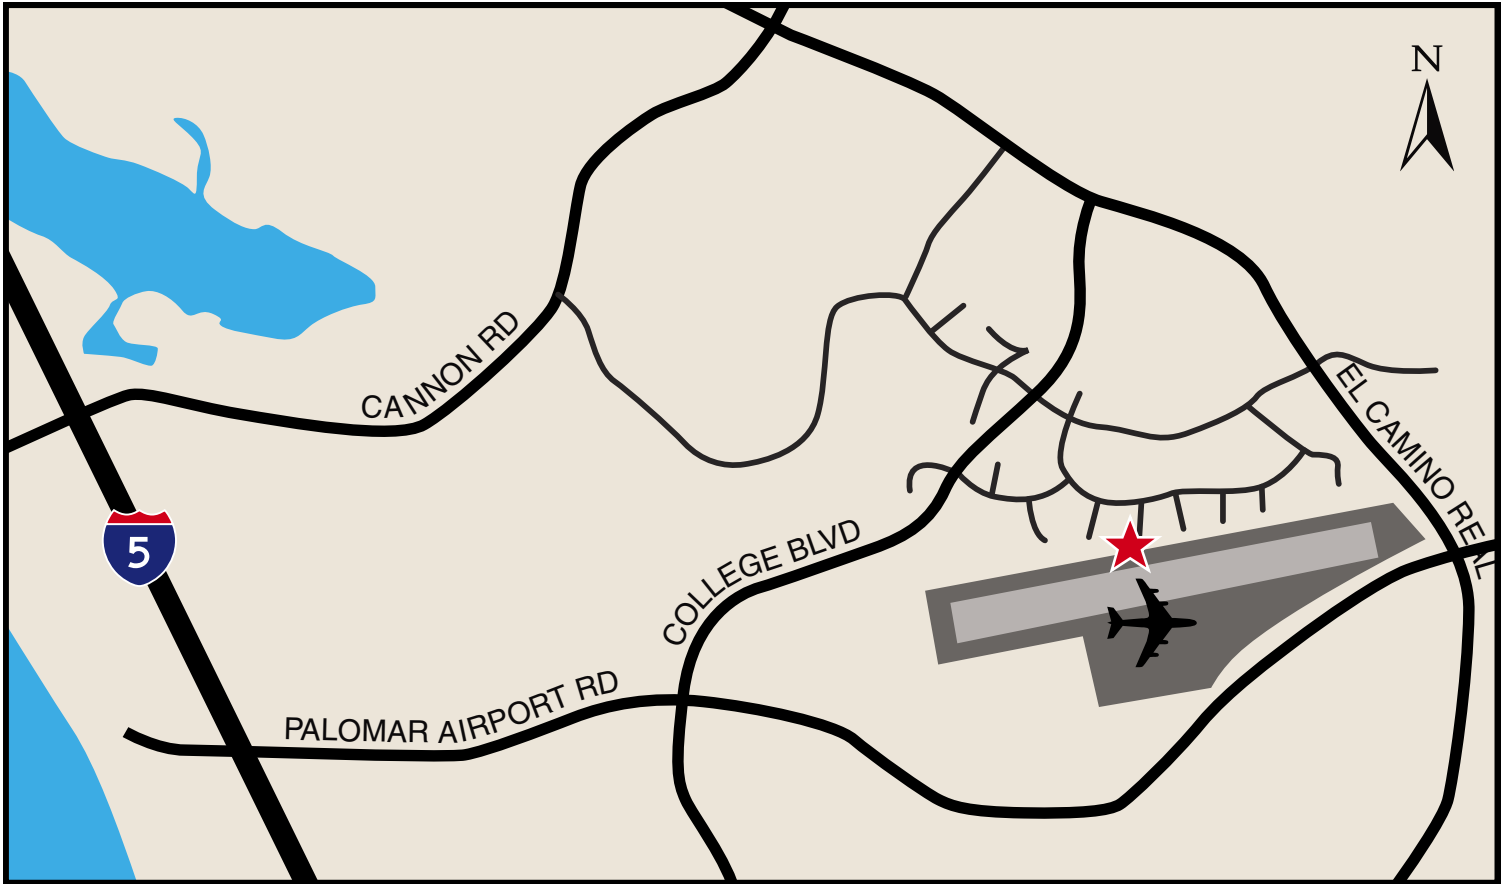 N
CANNON RD
EL CAMINO REAL
5
COLLEGE BLVD
PALOMAR AIRPORT RD